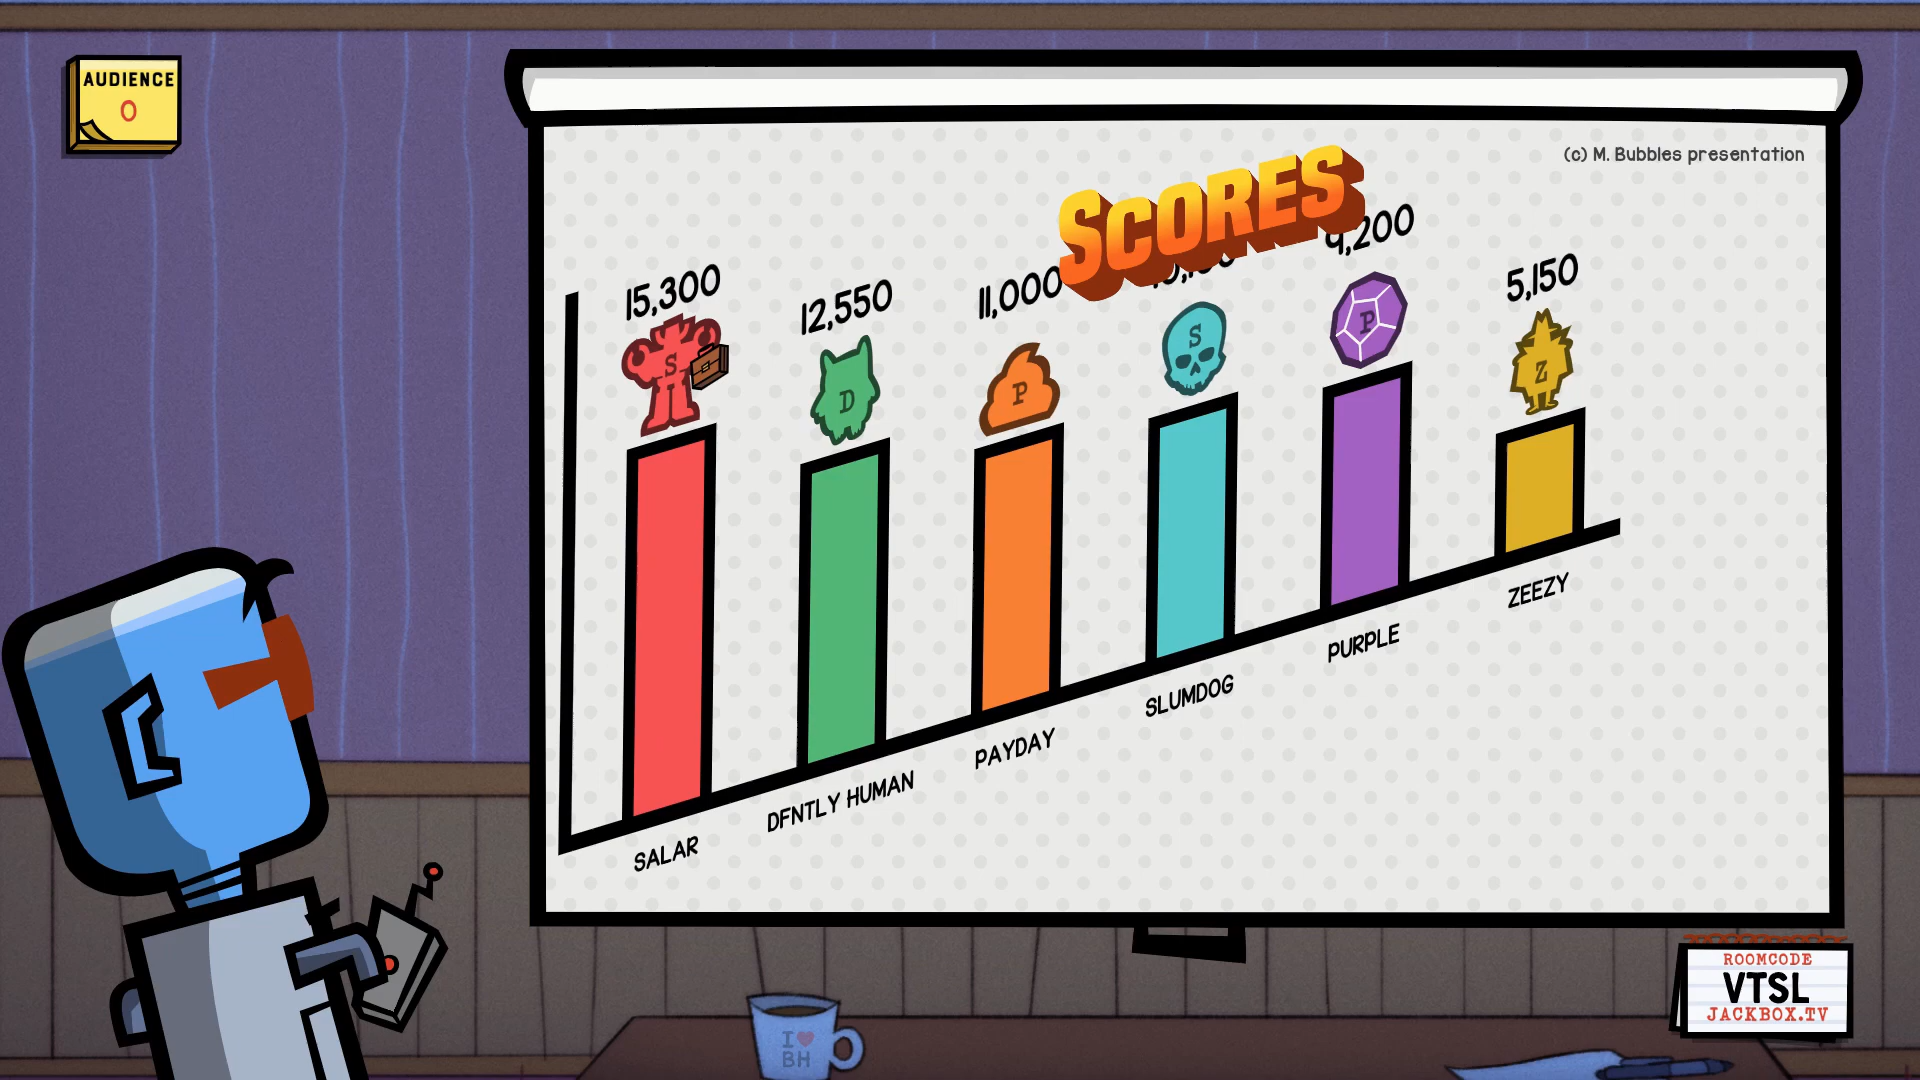 AUDIENCE
0
(c) M. Bubbles presentation
SCORES
15,300
12,550
11,000
9,200
5,150
S
D
P
S
P
Z
SALAR
DFNTLY HUMAN
PAYDAY
SLUMDOG
PURPLE
ZEEZY
I
BH
ROOMCODE
VTSL
JACKBOX.TV